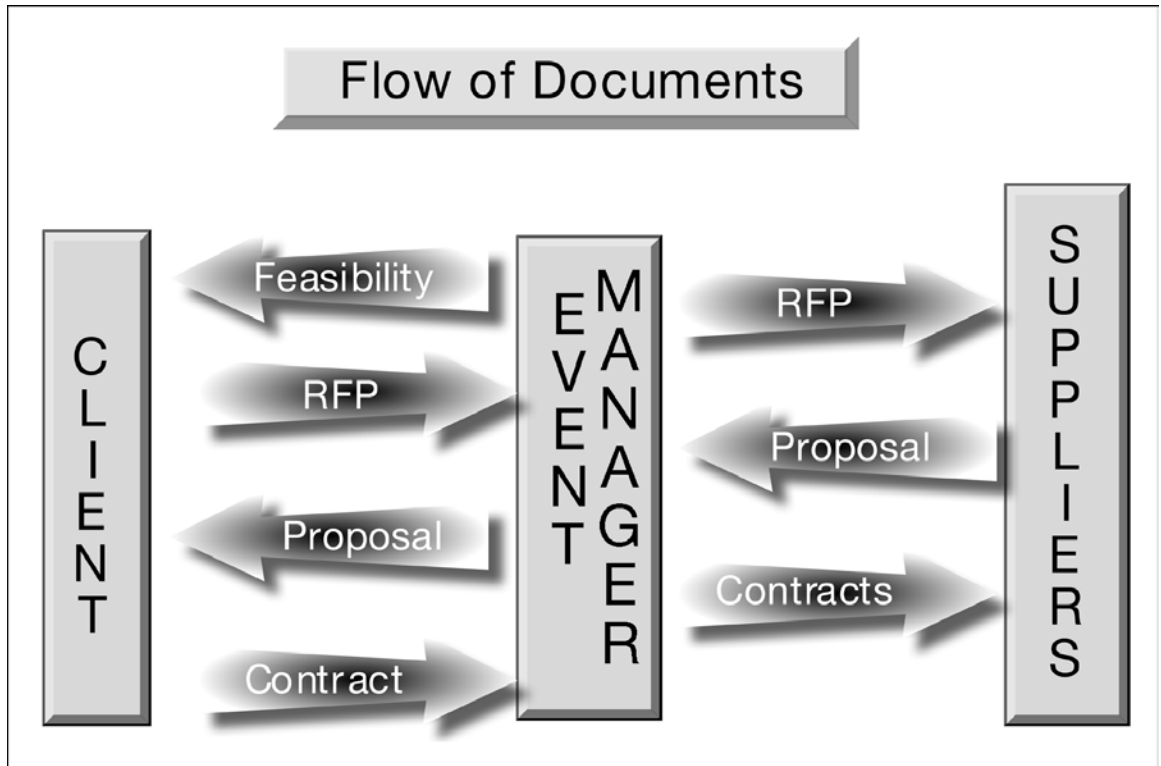 Flow of Documents
CLIENT
Feasibility
RFP
Proposal
Contract
EVENT
MANAGER
RFP
Proposal
Contracts
SUPPLIERS